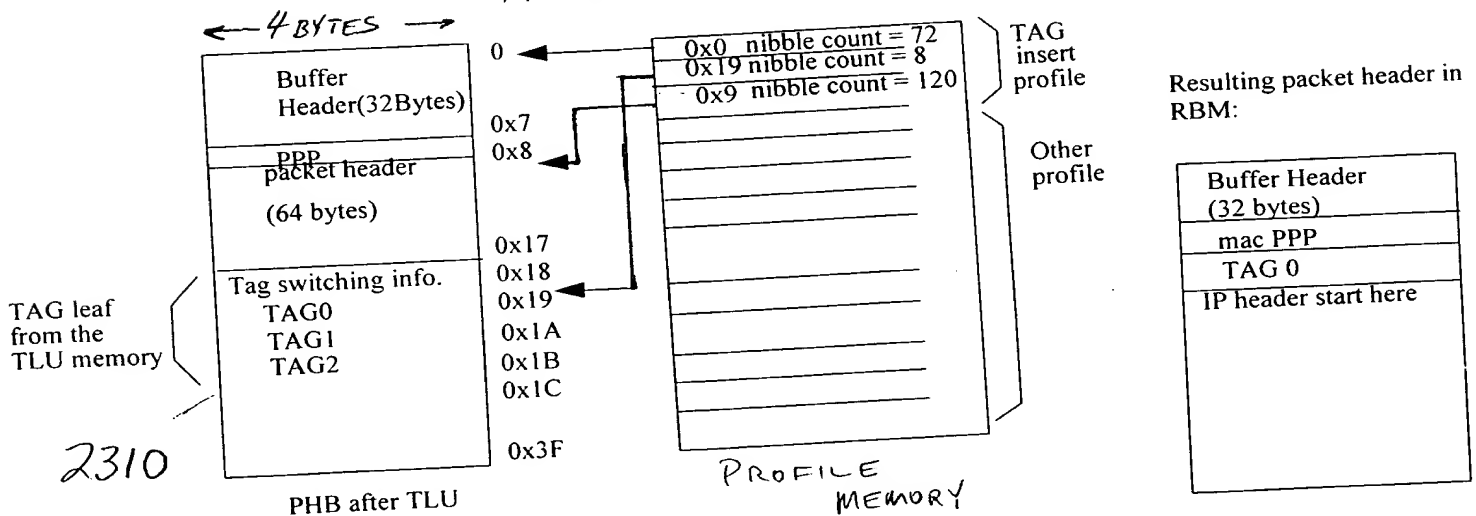 4 BYTES
Buffer
Header(32Bytes)
PPP
packet header
(64 bytes)
Tag switching info.
TAG0
TAG1
TAG2
TAG leaf
from the
TLU memory
2310
PHB after TLU
0
0x7
0x8
0x17
0x18
0x19
0x1A
0x1B
0x1C
0x3F
0x0 nibble count = 72
0x19 nibble count = 8
0x9 nibble count = 120
TAG
insert
profile
Other
profile
PROFILE
MEMORY
Resulting packet header in
RBM:
Buffer Header
(32 bytes)
mac PPP
TAG 0
IP header start here